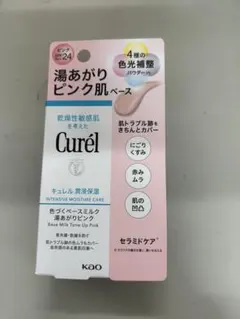 ピンク
24
湯あがり
ピンク肌ベース
4種の
色光補整
パウダー
乾燥性敏感肌
を考えた
Curél
キュレル 潤浸保湿
INTENSIVE MOISTURE CARE
色づくベースミルク
湯あがりピンク
Base Milk Tone Up Pink
肌トラブル跡も
きちんとカバー
にごり
くすみ
赤み
ムラ
肌の
凹凸
セラミドケア
Kao